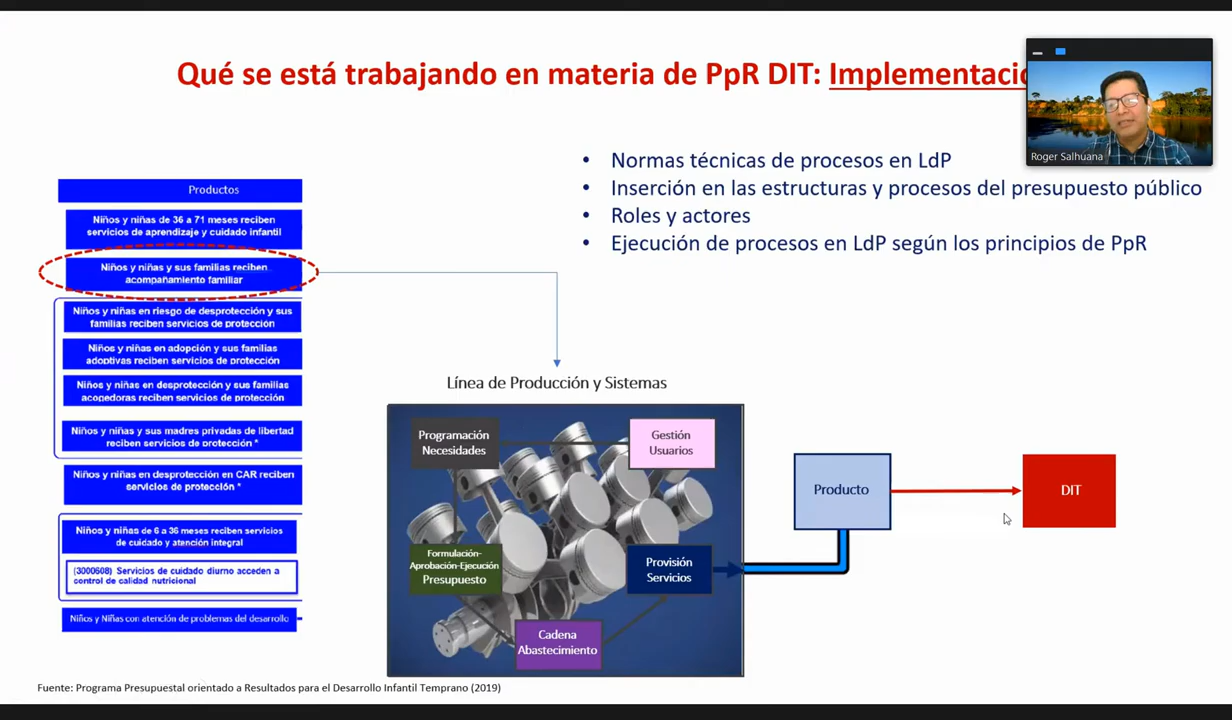 Qué se está trabajando en materia de PpR DIT: Implementació
Roger Salhuana
• Normas técnicas de procesos en LdP
• Inserción en las estructuras y procesos del presupuesto público
• Roles y actores
• Ejecución de procesos en LdP según los principios de PpR
Productos
Niños y niñas de 36 a 71 meses reciben
servicios de aprendizaje y cuidado infantil
Niños y niñas y sus familias reciben
acompañamiento familiar
Niños y niñas en riesgo de desprotección y sus
familias reciben servicios de protección
Niños y niñas en adopción y sus familias
adoptivas reciben servicios de protección
Niños y niñas en desprotección y sus familias
acogedoras reciben servicios de protección
Niños y niñas y sus madres privadas de libertad
reciben servicios de protección *
Niños y niñas en desprotección en CAR reciben
servicios de protección *
Niños y niñas de 6 a 36 meses reciben servicios
de cuidado y atención integral
(3000608) Servicios de cuidado diurno acceden a
control de calidad nutricional
Niños y Niñas con atención de problemas del desarrollo
Línea de Producción y Sistemas
Programación
Necesidades
Gestión
Usuarios
Formulación-
Aprobación-Ejecución
Presupuesto
Provisión
Servicios
Cadena
Abastecimiento
Producto
DIT
Fuente: Programa Presupuestal orientado a Resultados para el Desarrollo Infantil Temprano (2019)